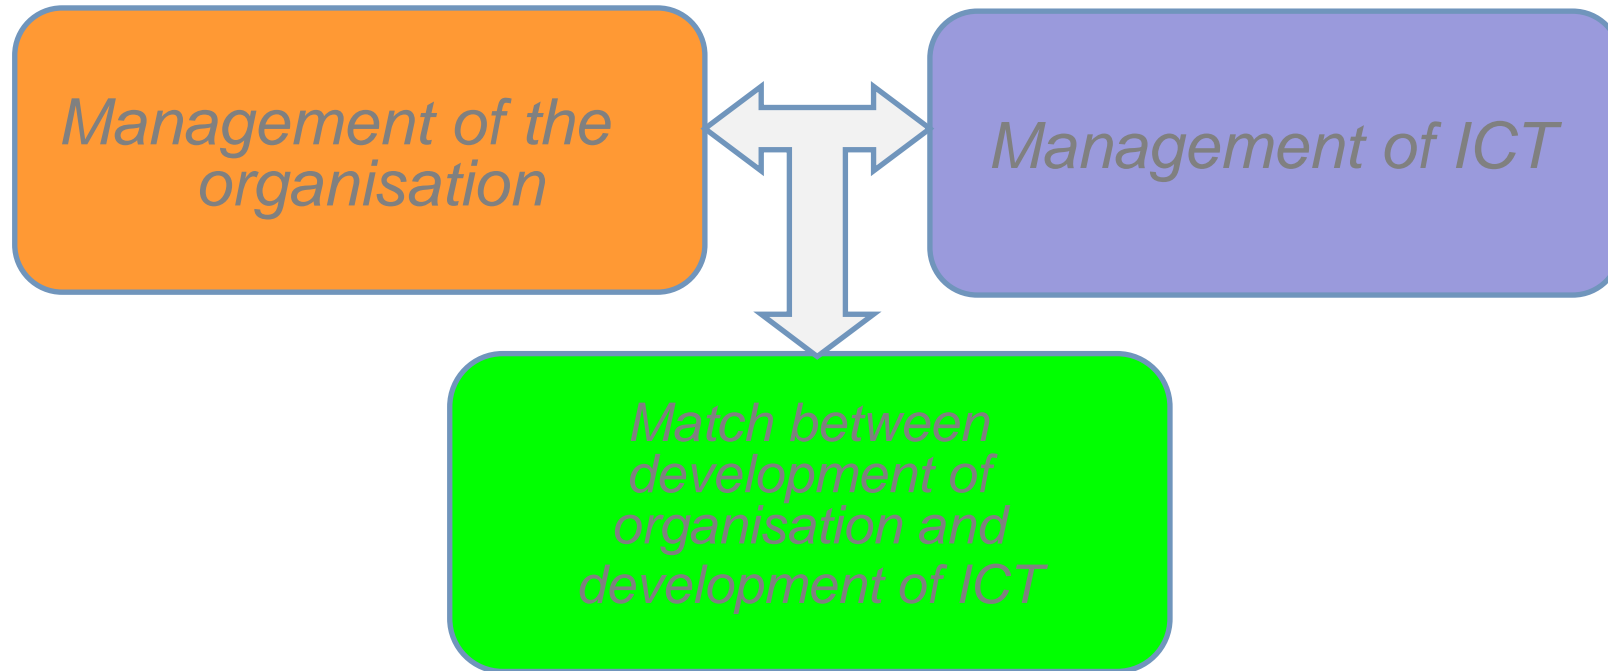 Management of the
organisation
Management of ICT
Match between
development of
organisation and
development of ICT